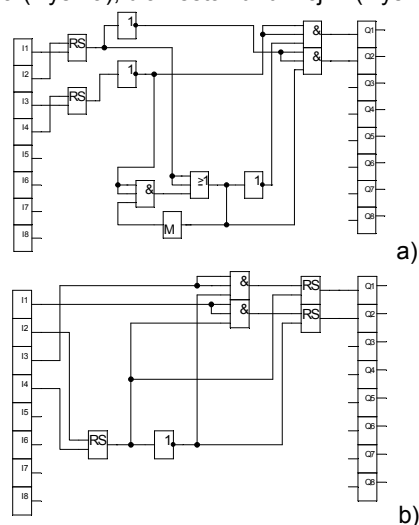 I1
I2
I3
I4
I5
I6
I7
I8
RS
RS
1
1
&
≥1
M
1
&
&
Q1
Q2
Q3
Q4
Q5
Q6
Q7
Q8
a)
I1
I2
I3
I4
I5
I6
I7
I8
RS
1
&
&
RS
RS
Q1
Q2
Q3
Q4
Q5
Q6
Q7
Q8
b)